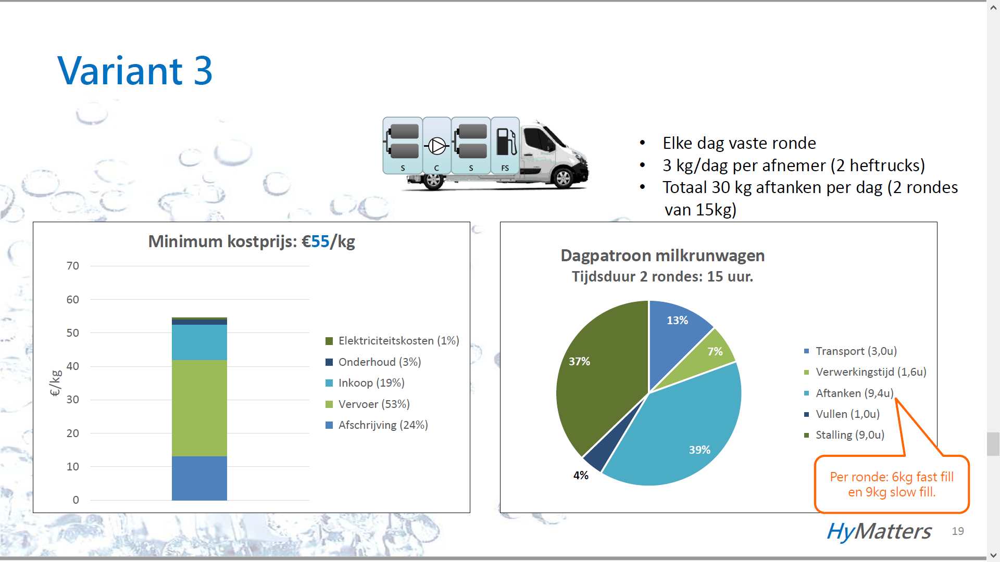 Variant 3
S C S FS
• Elke dag vaste ronde
• 3 kg/dag per afnemer (2 heftrucks)
• Totaal 30 kg aftanken per dag (2 rondes
van 15kg)
Minimum kostprijs: €55/kg
70
60
50
40
30
20
10
0
€/kg
Elektriciteitskosten (1%)
Onderhoud (3%)
Inkoop (19%)
Vervoer (53%)
Afschrijving (24%)
Dagpatroon milkrunwagen
Tijdsduur 2 rondes: 15 uur.
13%
7%
37%
39%
4%
Transport (3,0u)
Verwerkingstijd (1,6u)
Aftanken (9,4u)
Vullen (1,0u)
Stalling (9,0u)
Per ronde: 6kg fast fill
en 9kg slow fill.
HyMatters
19